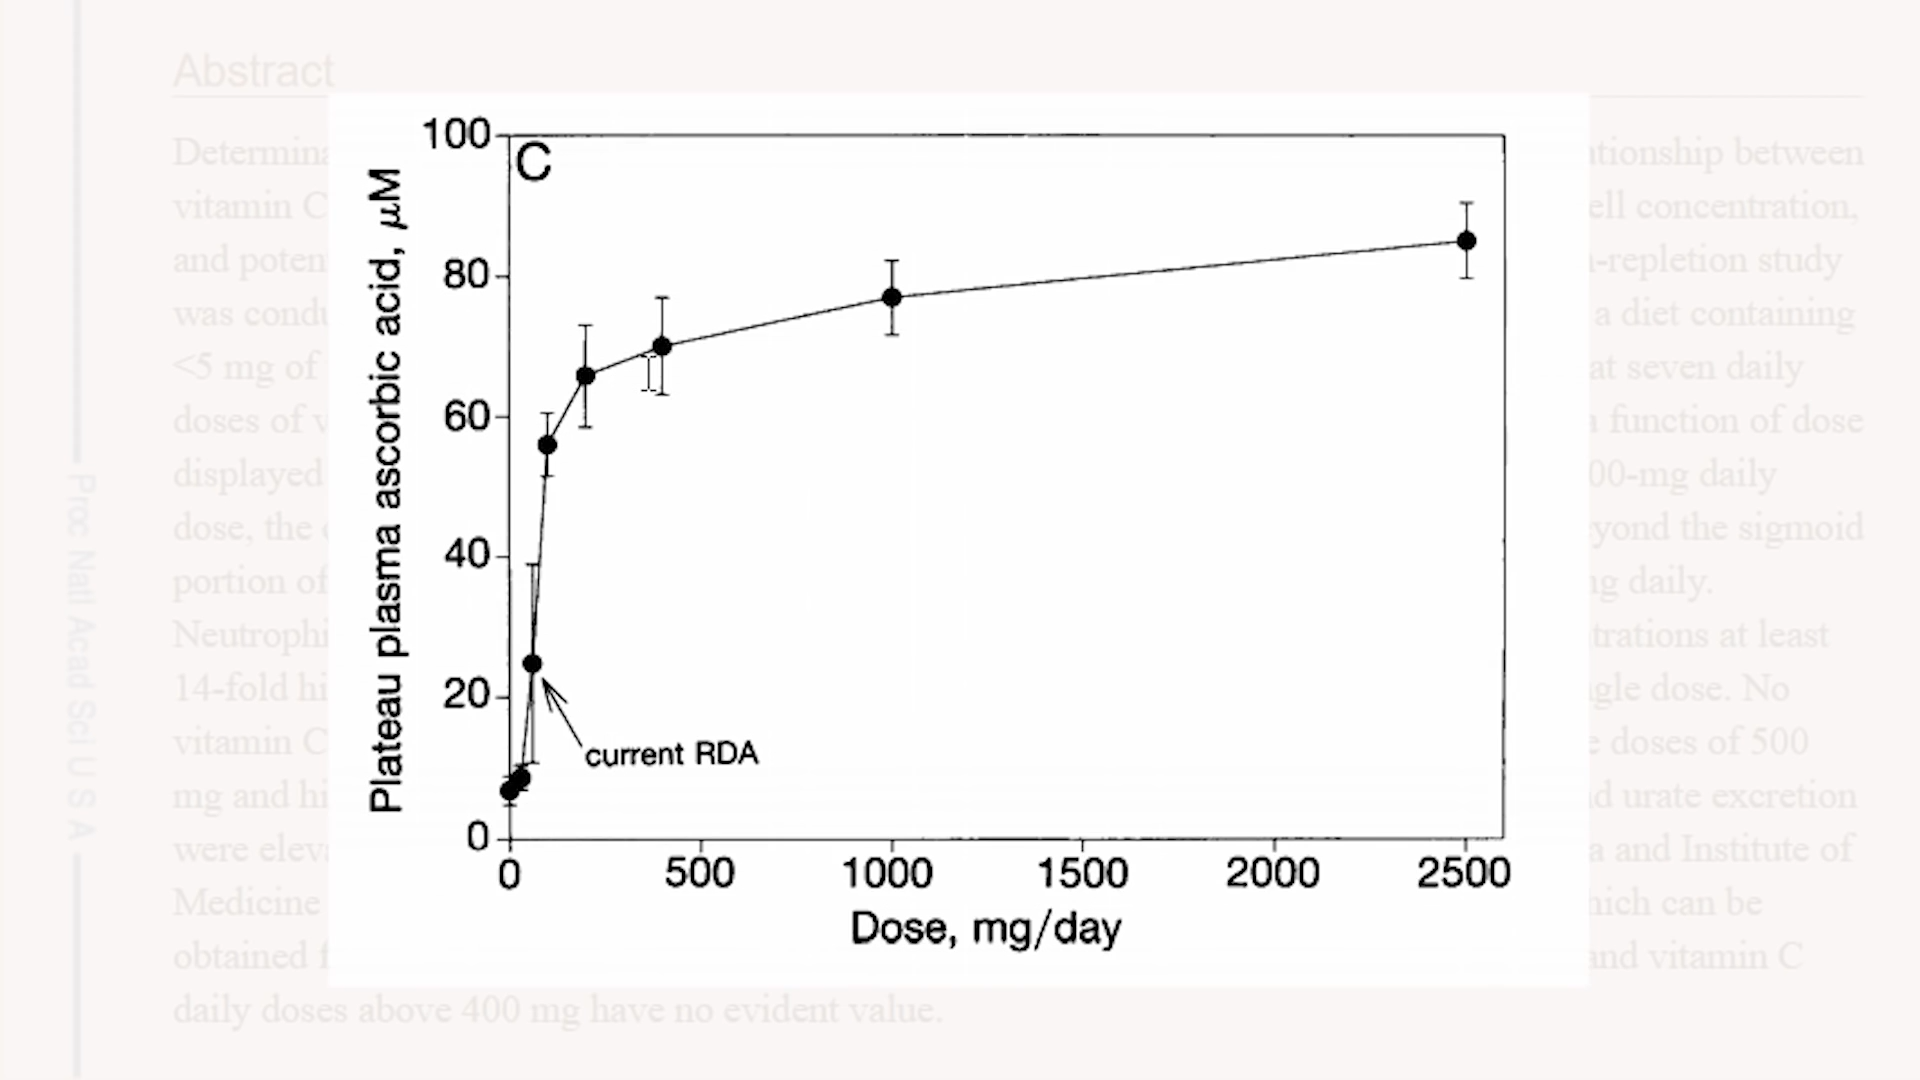 Abstract
Determina
tionship between
vitamin C
ell concentration,
and poten
-repletion study
was condu
a diet containing
<5 mg of
at seven daily
doses of v
a function of dose
displayed
00-mg daily
dose, the
yond the sigmoid
portion of
ng daily.
Neutrophi
trations at least
14-fold hi
gle dose. No
vitamin C
e doses of 500
mg and hi
d urate excretion
were elev
a and Institute of
Medicine
hich can be
obtained f
and vitamin C
daily doses above 400 mg have no evident value.
Proc Natl Acad Sci U S A
C
Plateau plasma ascorbic acid, μM
100
80
60
40
20
0
current RDA
0 500 1000 1500 2000 2500
Dose, mg/day